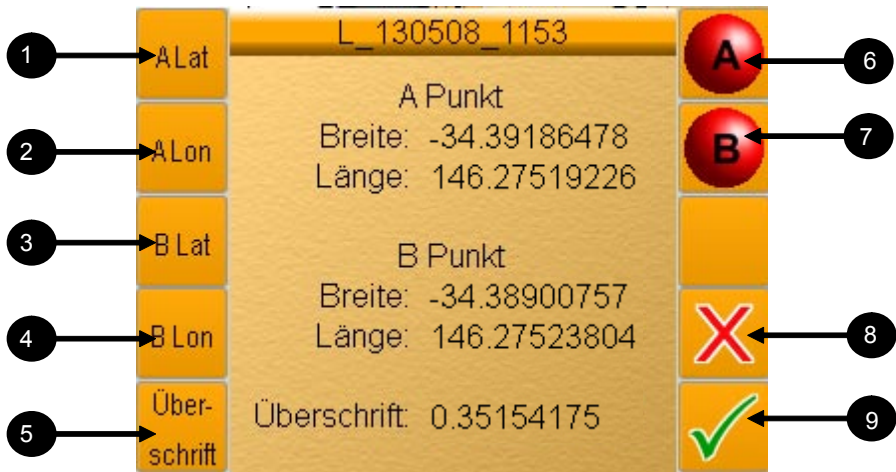 L_130508_1153
1
A Lat
A
6
A Punkt
Breite: -34.39186478
Länge: 146.27519226
2
A Lon
B
7
3
B Lat
B Punkt
Breite: -34.38900757
Länge: 146.27523804
4
B Lon
8
5
Über-
schrift
Überschrift: 0.35154175
9